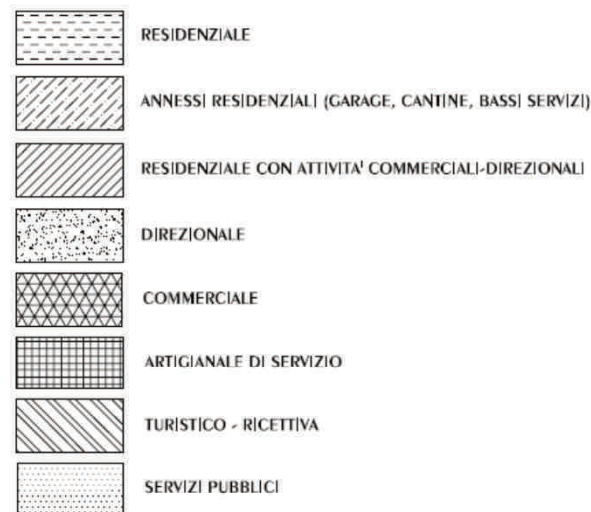 RESIDENZIALE
ANNESSI RESIDENZIALI (GARAGE, CANTINE, BASSI SERVIZI)
RESIDENZIALE CON ATTIVITA' COMMERCIALI-DIREZIONALI
DIREZIONALE
COMMERCIALE
ARTIGIANALE DI SERVIZIO
TURISTICO - RICETTIVA
SERVIZI PUBBLICI